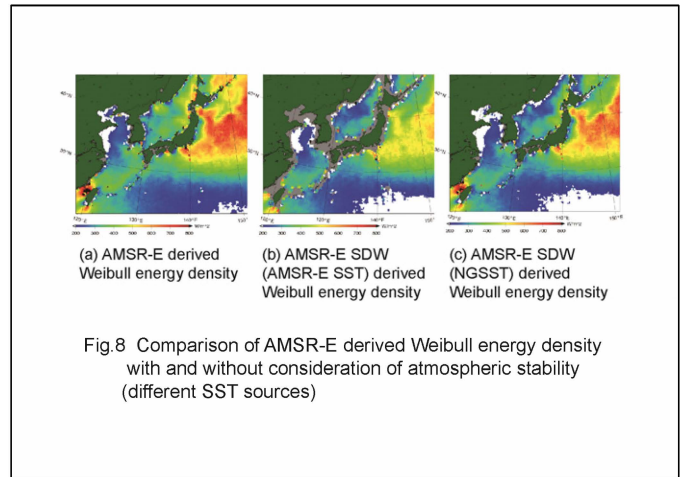 (a) AMSR-E derived
Weibull energy density
(b) AMSR-E SDW
(AMSR-E SST) derived
Weibull energy density
(c) AMSR-E SDW
(NGSST) derived
Weibull energy density
Fig.8 Comparison of AMSR-E derived Weibull energy density
with and without consideration of atmospheric stability
(different SST sources)